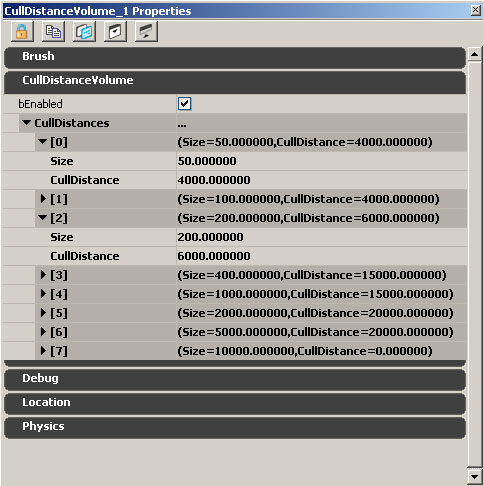 CullDistanceVolume_1 Properties
Brush
CullDistanceVolume
bEnabled
CullDistances ...
[0] (Size=50.000000,CullDistance=4000.000000)
Size 50.000000
CullDistance 4000.000000
[1] (Size=100.000000,CullDistance=4000.000000)
[2] (Size=200.000000,CullDistance=6000.000000)
Size 200.000000
CullDistance 6000.000000
[3] (Size=400.000000,CullDistance=15000.000000)
[4] (Size=1000.000000,CullDistance=15000.000000)
[5] (Size=2000.000000,CullDistance=20000.000000)
[6] (Size=5000.000000,CullDistance=20000.000000)
[7] (Size=10000.000000,CullDistance=0.000000)
Debug
Location
Physics